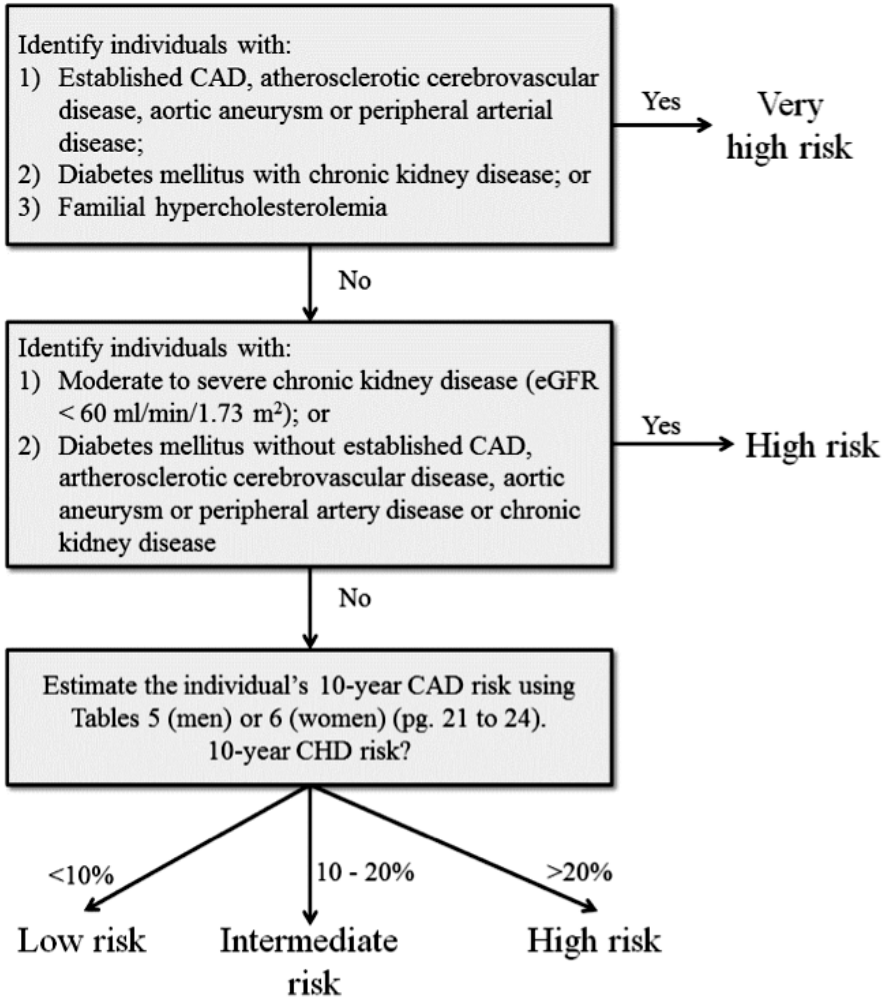 Identify individuals with:
1) Established CAD, atherosclerotic cerebrovascular
disease, aortic aneurysm or peripheral arterial
disease;
2) Diabetes mellitus with chronic kidney disease; or
3) Familial hypercholesterolemia
Yes
Very
high risk
No
Identify individuals with:
1) Moderate to severe chronic kidney disease (eGFR
< 60 ml/min/1.73 m²); or
2) Diabetes mellitus without established CAD,
artherosclerotic cerebrovascular disease, aortic
aneurysm or peripheral artery disease or chronic
kidney disease
Yes
High risk
No
Estimate the individual’s 10-year CAD risk using
Tables 5 (men) or 6 (women) (pg. 21 to 24).
10-year CHD risk?
<10%
10 - 20%
>20%
Low risk
Intermediate
risk
High risk